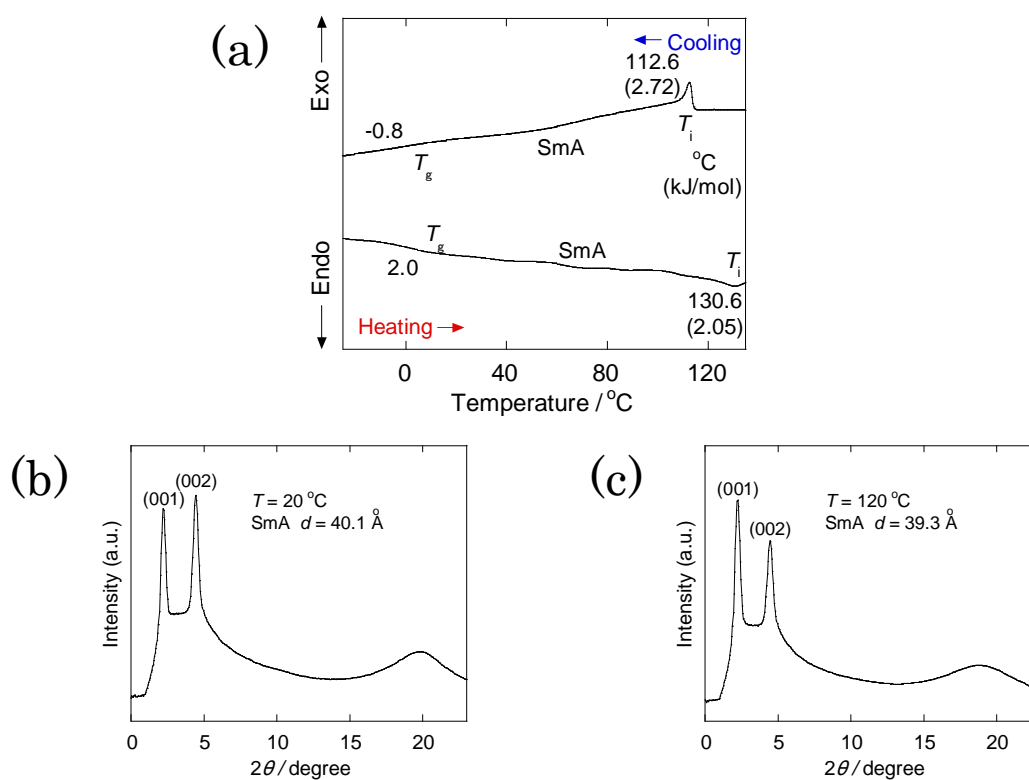 (a)
Exo
Endo
← Cooling
112.6
(2.72)
-0.8
Tg
SmA
Ti
°C
(kJ/mol)
Tg
SmA
Ti
2.0
130.6
(2.05)
Heating →
0 40 80 120
Temperature / °C
(b)
(001)
(002)
T = 20 °C
SmA d = 40.1 Å
Intensity (a.u.)
0 5 10 15 20
2θ / degree
(c)
(001)
(002)
T = 120 °C
SmA d = 39.3 Å
Intensity (a.u.)
0 5 10 15 20
2θ / degree